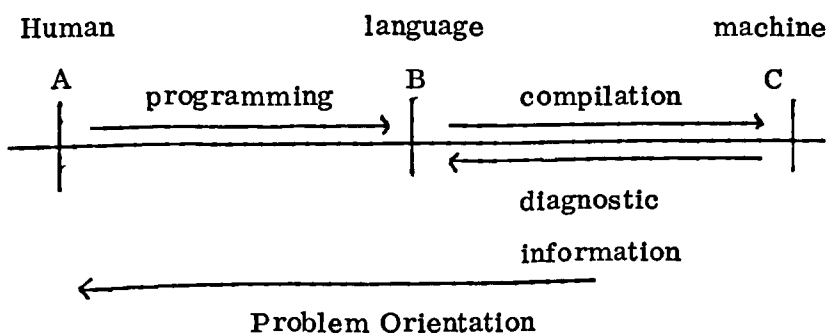 Human language machine
A B C
programming compilation
diagnostic
information
Problem Orientation